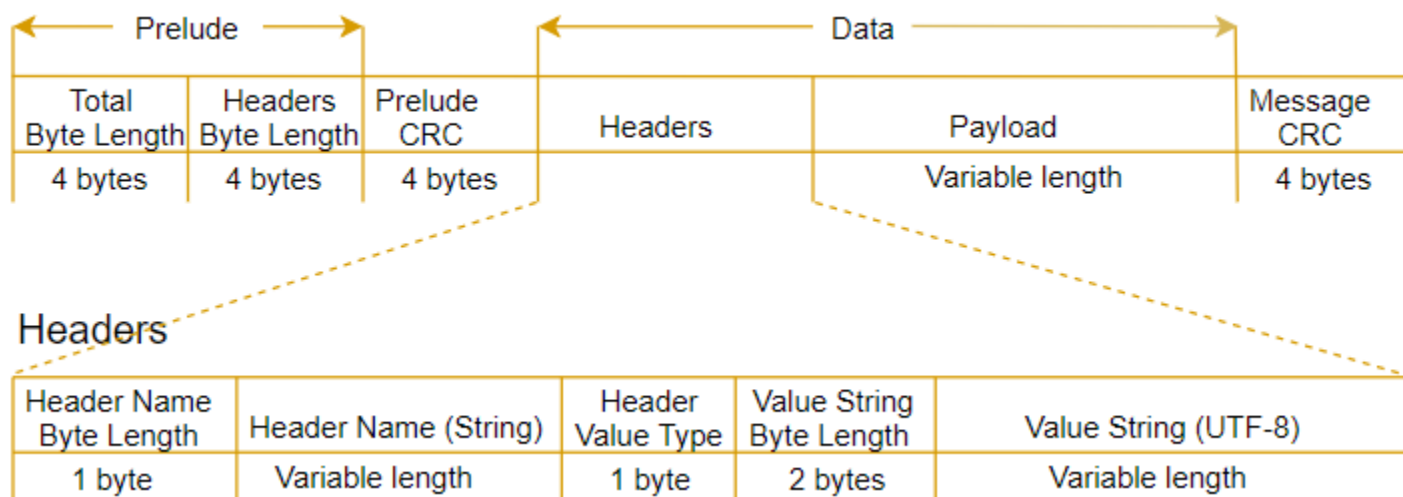 Prelude
Data
Total
Byte Length
Headers
Byte Length
Prelude
CRC
Headers
Payload
Message
CRC
4 bytes
4 bytes
4 bytes
Variable length
4 bytes
Headers
Header Name
Byte Length
Header Name (String)
Header
Value Type
Value String
Byte Length
Value String (UTF-8)
1 byte
Variable length
1 byte
2 bytes
Variable length